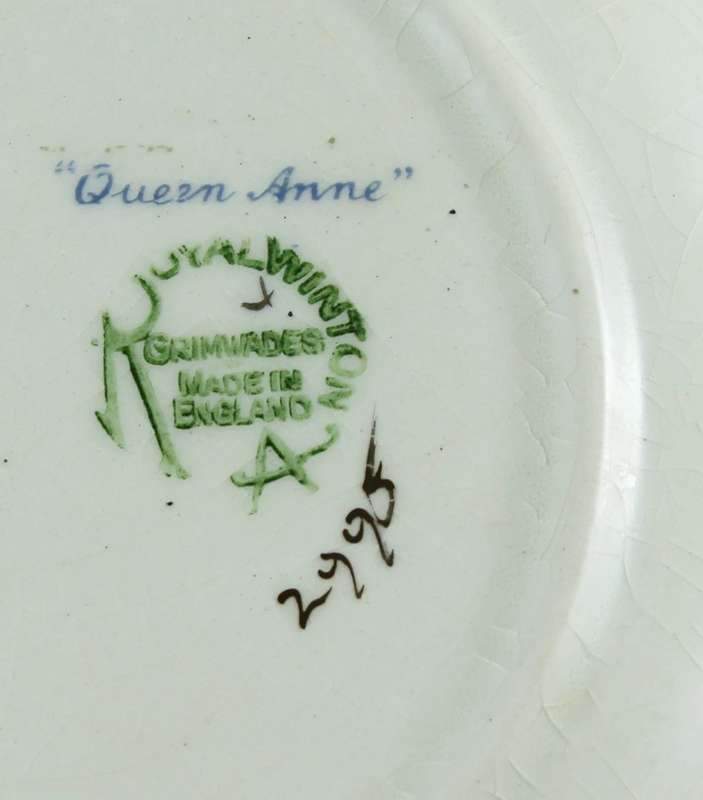 "Queen Anne"
ROYAL WINTON
GRIMWADES
MADE IN
ENGLAND
A
2995